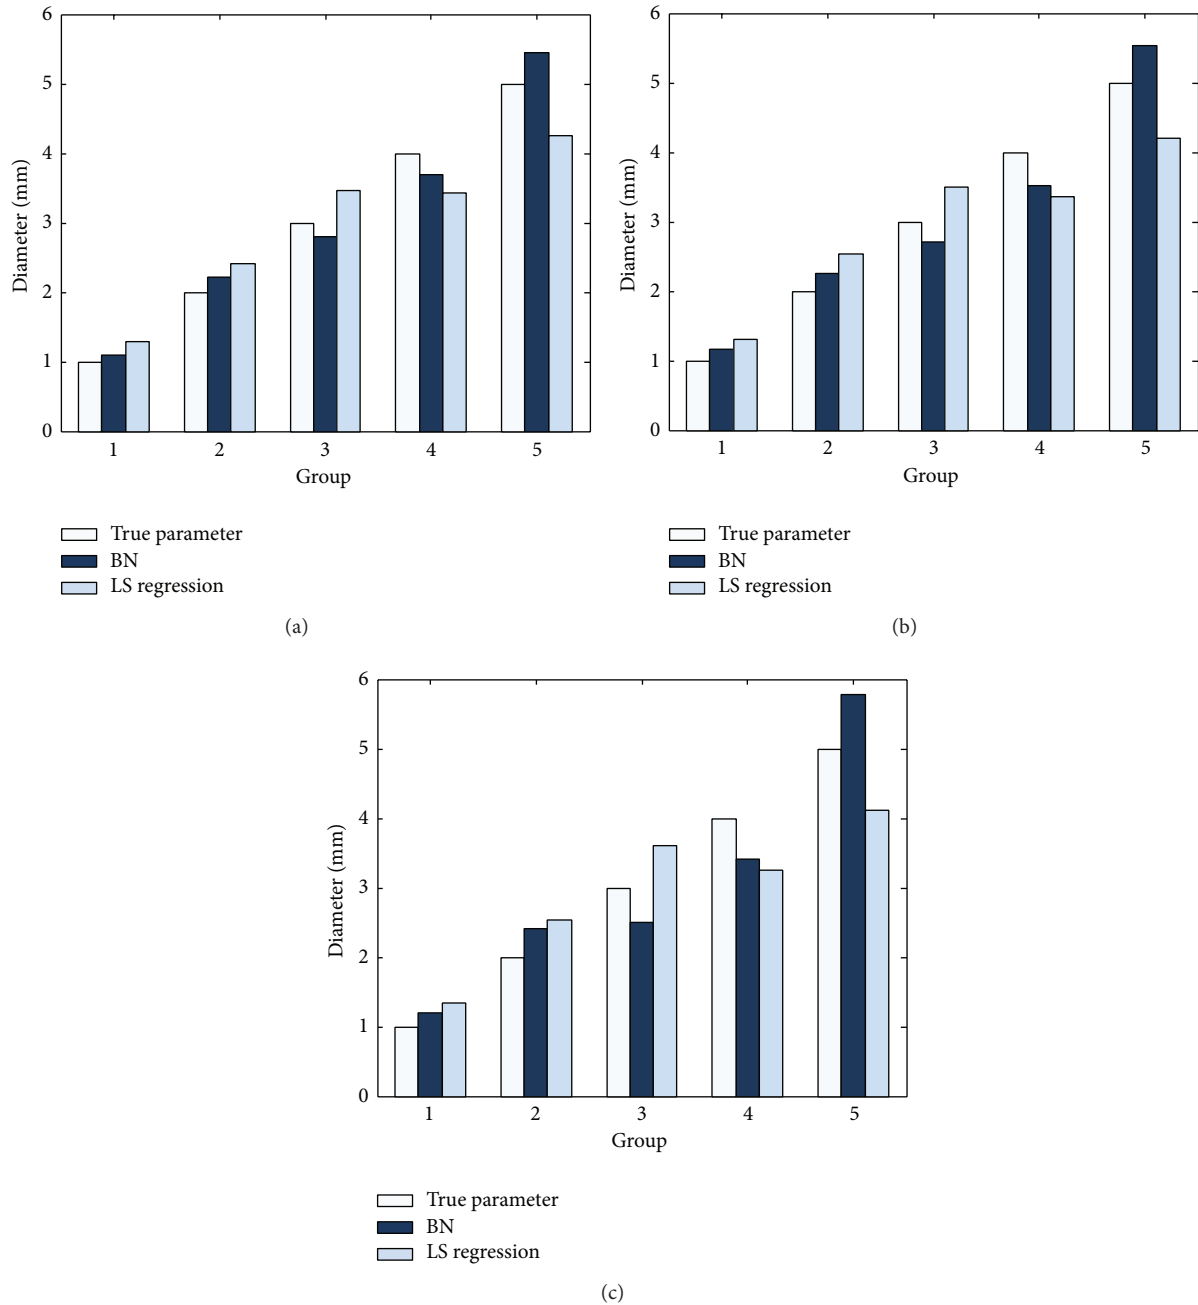 6
5
4
3
2
1
0
Diameter (mm)
1 2 3 4 5
Group
True parameter
BN
LS regression
(a)
6
5
4
3
2
1
0
Diameter (mm)
1 2 3 4 5
Group
True parameter
BN
LS regression
(b)
6
5
4
3
2
1
0
Diameter (mm)
1 2 3 4 5
Group
True parameter
BN
LS regression
(c)